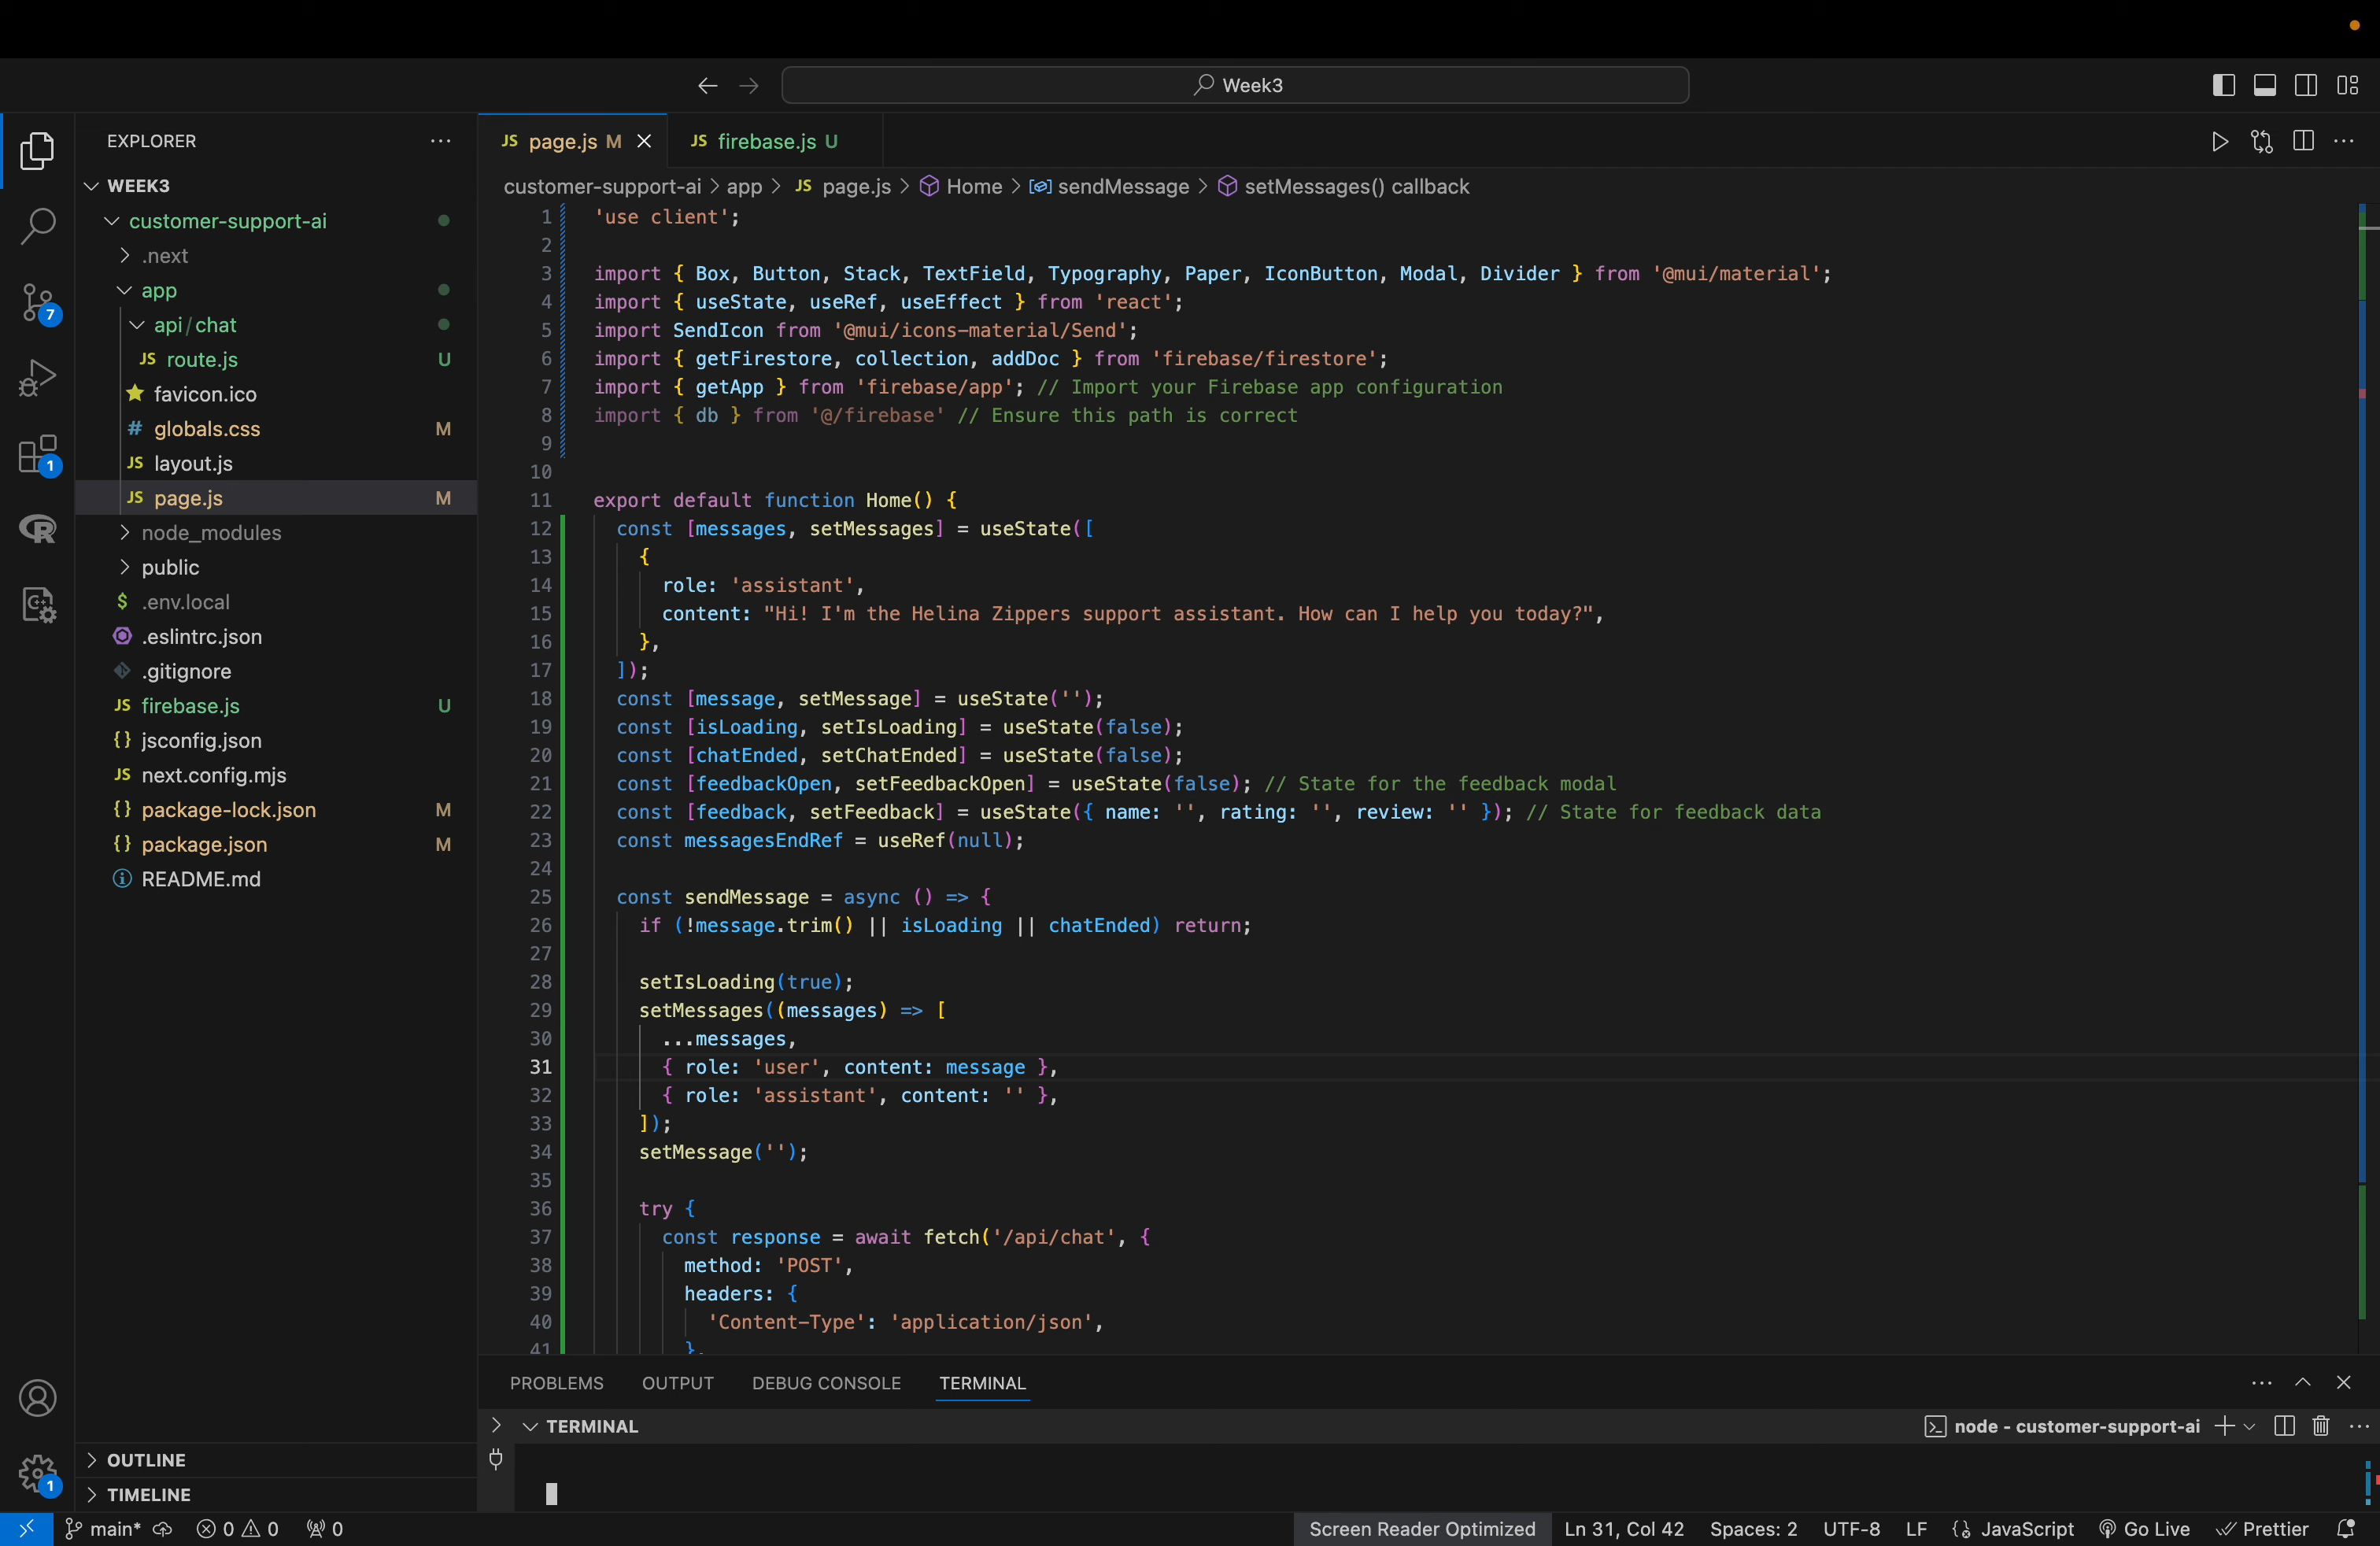 Week3
EXPLORER
WEEK3
customer-support-ai
.next
app
api/chat
JS route.js U
favicon.ico
# globals.css M
JS layout.js
JS page.js M
node_modules
public
$ .env.local
.eslintrc.json
.gitignore
JS firebase.js U
{} jsconfig.json
JS next.config.mjs
{} package-lock.json M
{} package.json M
README.md
OUTLINE
TIMELINE
7
1
1
JS page.js M
JS firebase.js U
customer-support-ai > app > JS page.js > Home > sendMessage > setMessages() callback
1 'use client';
2
3 import { Box, Button, Stack, TextField, Typography, Paper, IconButton, Modal, Divider } from '@mui/material';
4 import { useState, useRef, useEffect } from 'react';
5 import SendIcon from '@mui/icons-material/Send';
6 import { getFirestore, collection, addDoc } from 'firebase/firestore';
7 import { getApp } from 'firebase/app'; // Import your Firebase app configuration
8 import { db } from '@/firebase' // Ensure this path is correct
9
10
11 export default function Home() {
12 const [messages, setMessages] = useState([
13 {
14 role: 'assistant',
15 content: "Hi! I'm the Helina Zippers support assistant. How can I help you today?",
16 },
17 ]);
18 const [message, setMessage] = useState('');
19 const [isLoading, setIsLoading] = useState(false);
20 const [chatEnded, setChatEnded] = useState(false);
21 const [feedbackOpen, setFeedbackOpen] = useState(false); // State for the feedback modal
22 const [feedback, setFeedback] = useState({ name: '', rating: '', review: '' }); // State for feedback data
23 const messagesEndRef = useRef(null);
24
25 const sendMessage = async () => {
26 if (!message.trim() || isLoading || chatEnded) return;
27
28 setIsLoading(true);
29 setMessages((messages) => [
30 ...messages,
31 { role: 'user', content: message },
32 { role: 'assistant', content: '' },
33 ]);
34 setMessage('');
35
36 try {
37 const response = await fetch('/api/chat', {
38 method: 'POST',
39 headers: {
40 'Content-Type': 'application/json',
41 },
PROBLEMS OUTPUT DEBUG CONSOLE TERMINAL
TERMINAL
node - customer-support-ai
main* 0 0 0
Screen Reader Optimized Ln 31, Col 42 Spaces: 2 UTF-8 LF JavaScript Go Live Prettier